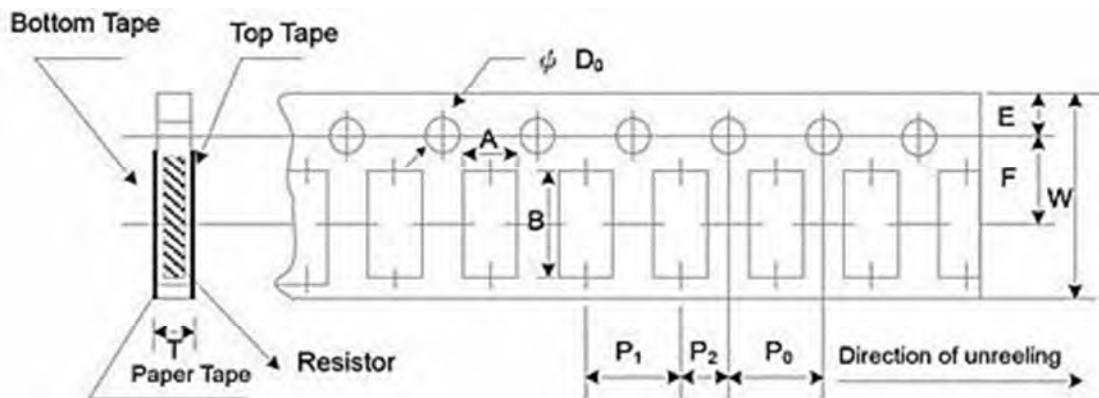 Bottom Tape
Top Tape
ψ D₀
E
A
F
W
B
T
Paper Tape
Resistor
P₁
P₂
P₀
Direction of unreeling